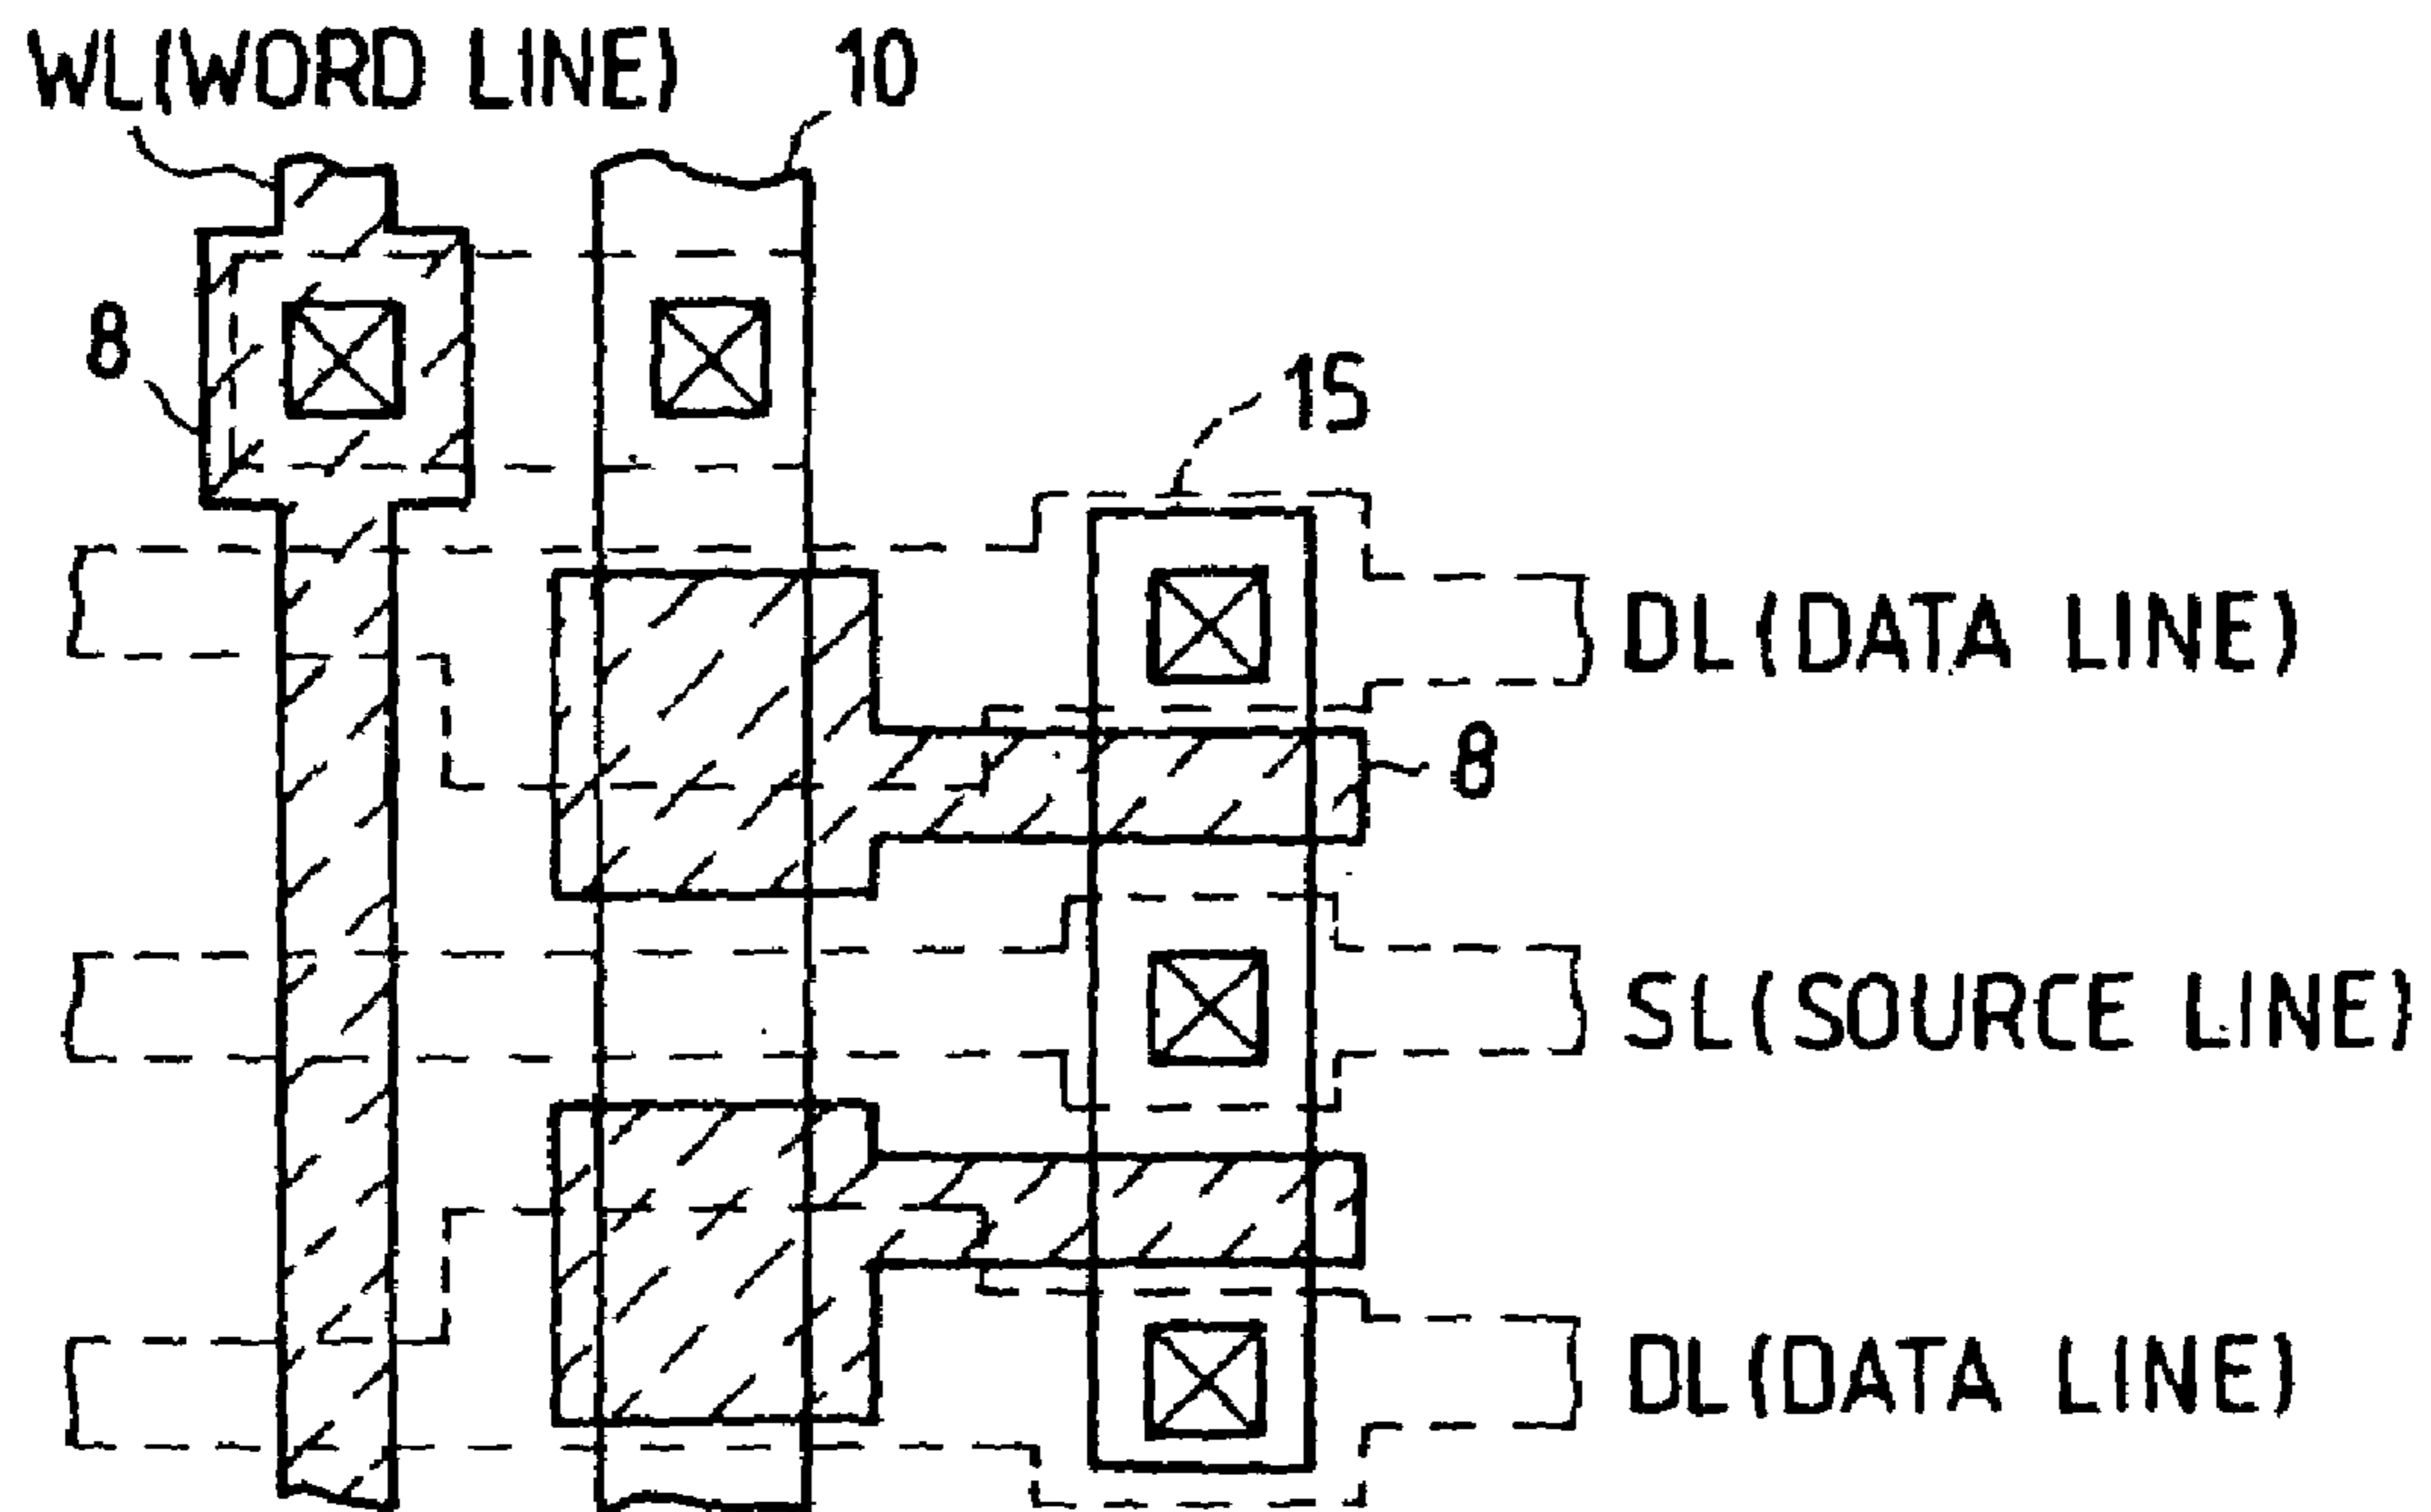 WL(WORD LINE)
10
8
15
DL(DATA LINE)
8
SL(SOURCE LINE)
DL(DATA LINE)